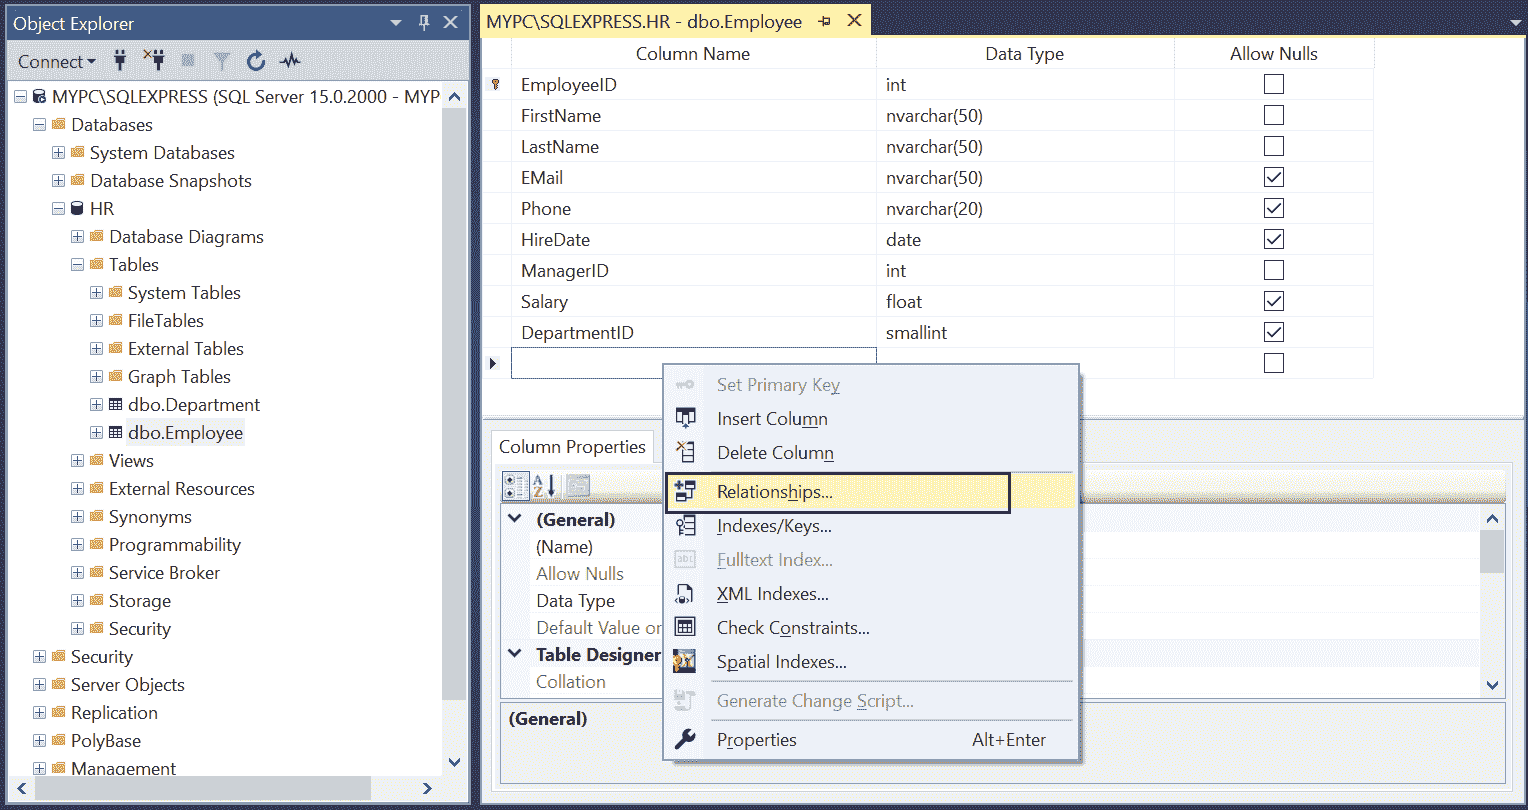 Object Explorer
Connect
MYPC\SQLEXPRESS (SQL Server 15.0.2000 - MYP
Databases
System Databases
Database Snapshots
HR
Database Diagrams
Tables
System Tables
FileTables
External Tables
Graph Tables
dbo.Department
dbo.Employee
Views
External Resources
Synonyms
Programmability
Service Broker
Storage
Security
Security
Server Objects
Replication
PolyBase
Management
MYPC\SQLEXPRESS.HR - dbo.Employee
Column Name Data Type Allow Nulls
EmployeeID int
FirstName nvarchar(50)
LastName nvarchar(50)
EMail nvarchar(50)
Phone nvarchar(20)
HireDate date
ManagerID int
Salary float
DepartmentID smallint
Set Primary Key
Insert Column
Delete Column
Relationships...
Indexes/Keys...
Fulltext Index...
XML Indexes...
Check Constraints...
Spatial Indexes...
Generate Change Script...
Properties Alt+Enter
Column Properties
(General)
(Name)
Allow Nulls
Data Type
Default Value or
Table Designer
Collation
(General)